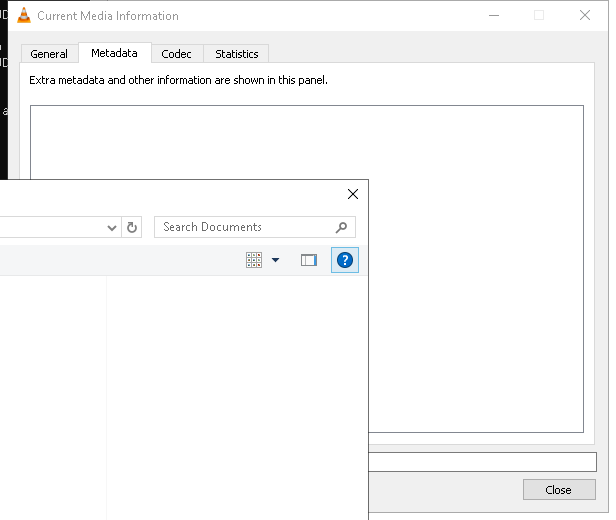 Current Media Information
General Metadata Codec Statistics
Extra metadata and other information are shown in this panel.
Search Documents
?
Close